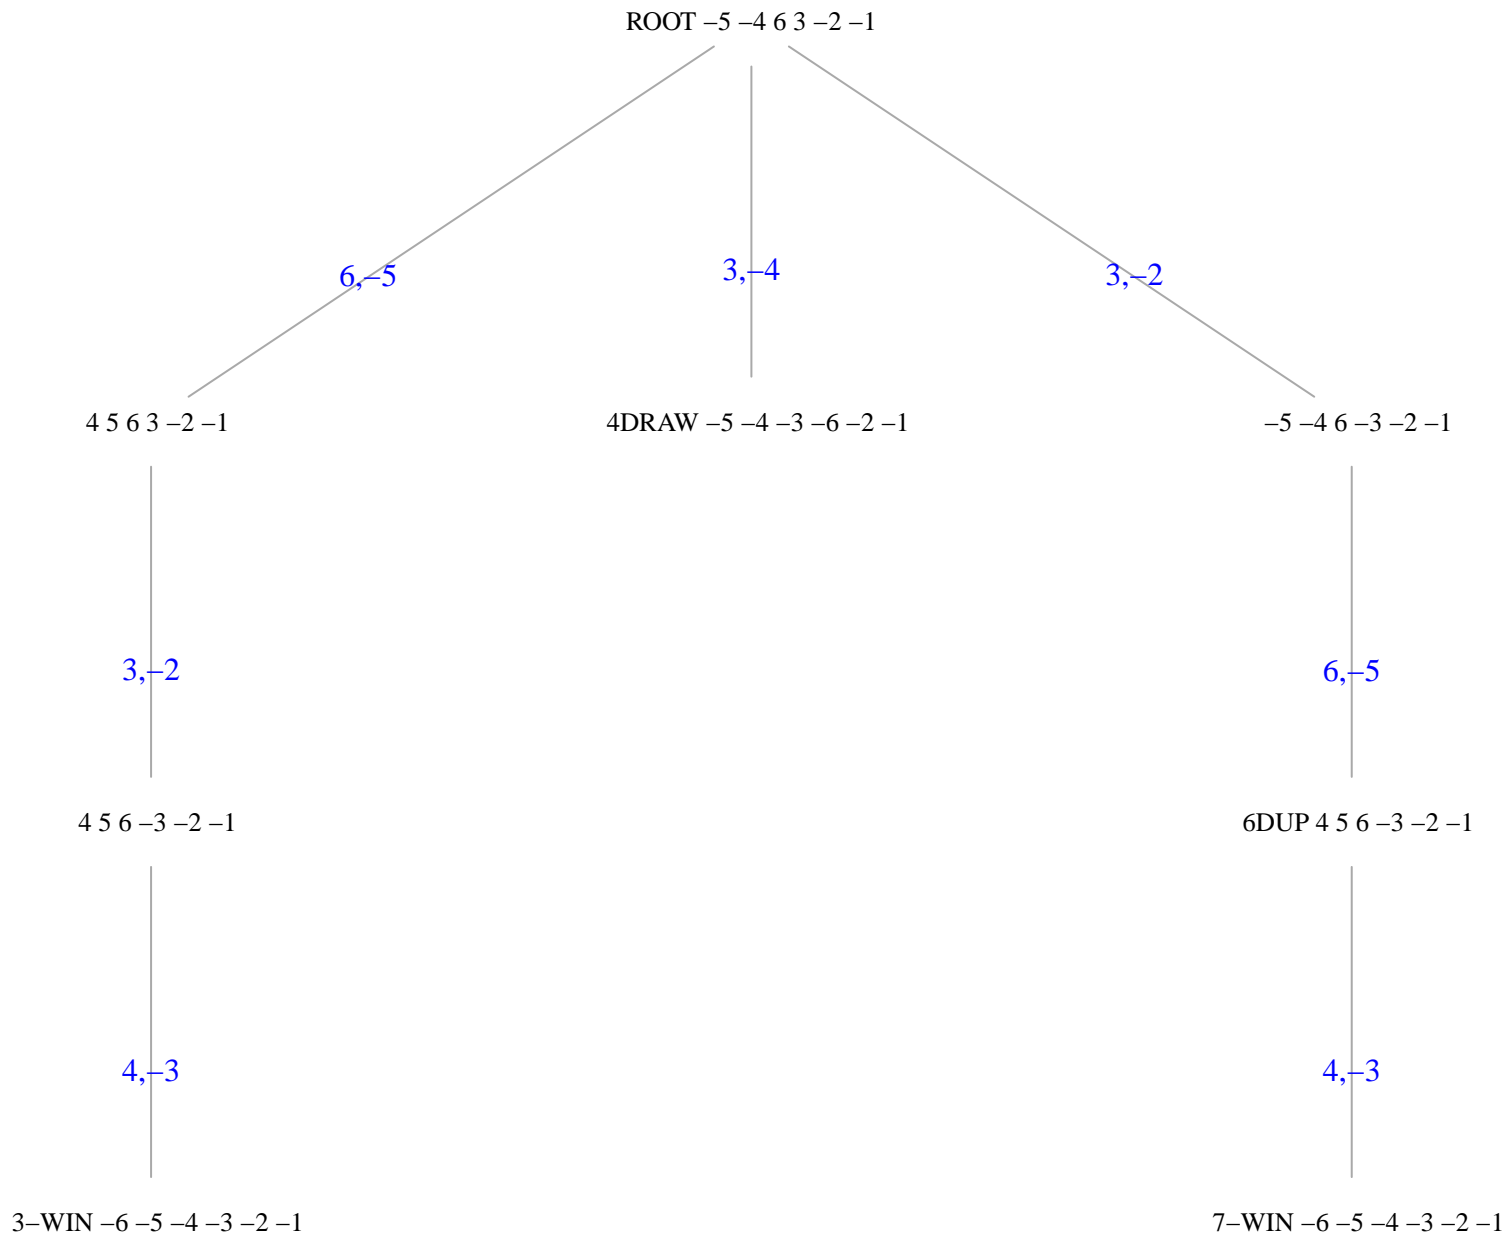 ROOT –5 –4 6 3 –2 –1
6,–5
3,–4
3,–2
4 5 6 3 –2 –1
4DRAW –5 –4 –3 –6 –2 –1
–5 –4 6 –3 –2 –1
3,–2
6,–5
4 5 6 –3 –2 –1
6DUP 4 5 6 –3 –2 –1
4,–3
4,–3
3–WIN –6 –5 –4 –3 –2 –1
7–WIN –6 –5 –4 –3 –2 –1